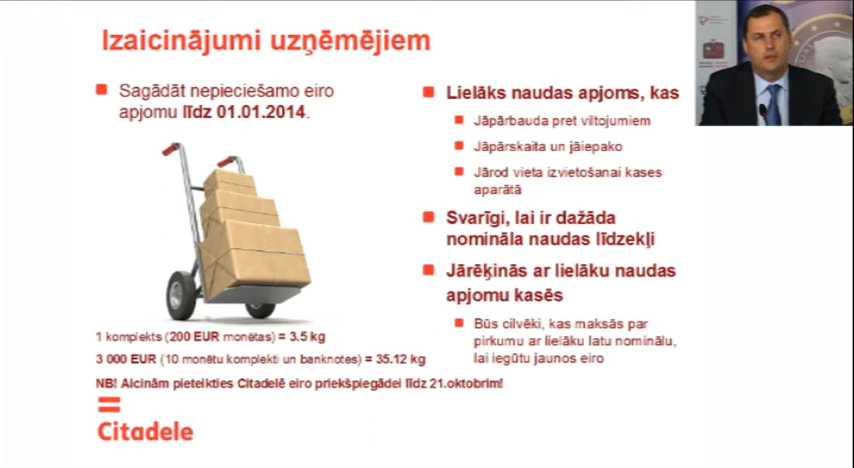 Izaicinājumi uzņēmējiem
Sagādāt nepieciešamo eiro
apjomu līdz 01.01.2014.
1 komplekts (200 EUR monētas) = 3.5 kg
3 000 EUR (10 monētu komplekti un banknotes) = 35.12 kg
NB! Aicinām pieteikties Citadelē eiro priekšpiegādei līdz 21.oktobrim!
Citadele
Lielāks naudas apjoms, kas
Jāpārbauda pret viltojumiem
Jāpārskaita un jāiepako
Jārod vieta izvietošanai kases
aparātā
Svarīgi, lai ir dažāda
nomināla naudas līdzekļi
Jārēķinās ar lielāku naudas
apjomu kasēs
Būs cilvēki, kas maksās par
pirkumu ar lielāku latu nominālu,
lai iegūtu jaunos eiro